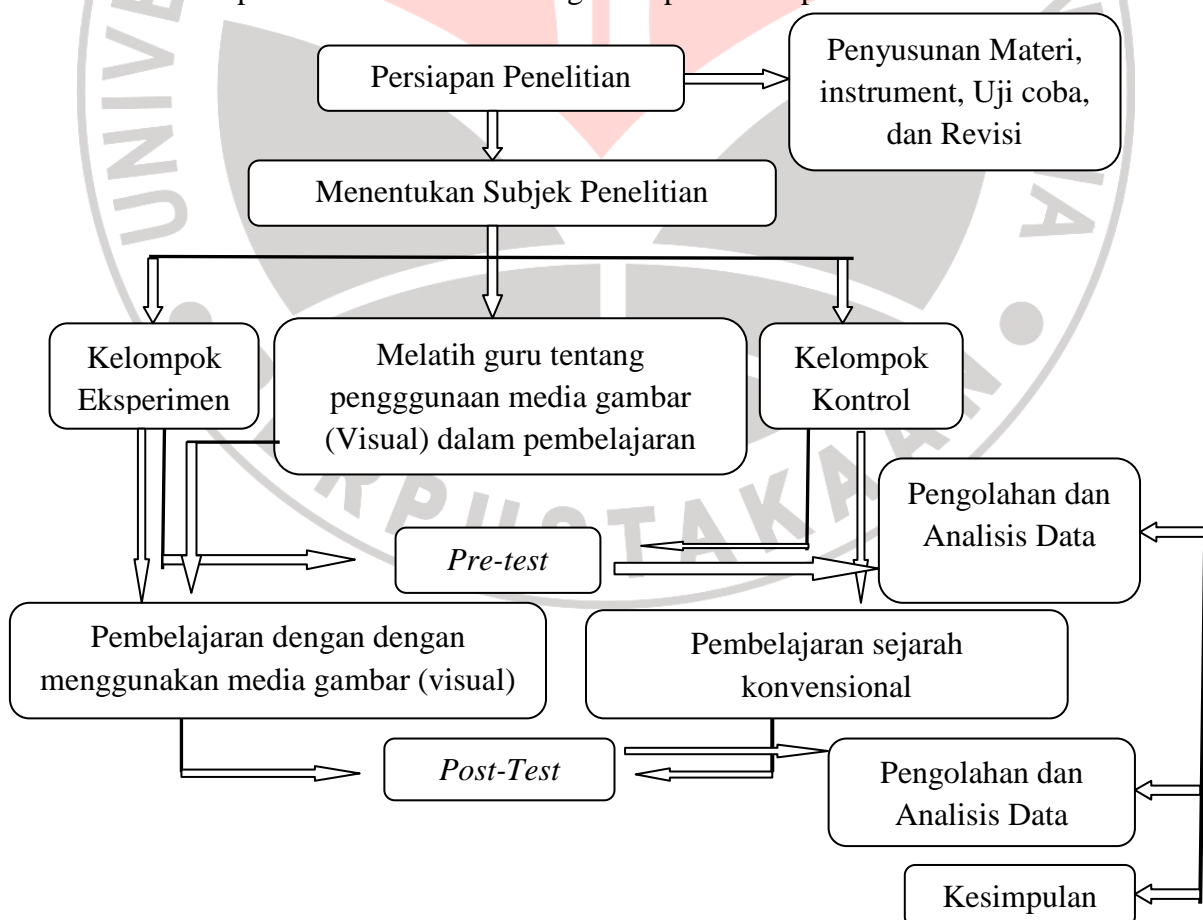 Persiapan Penelitian
Penyusunan Materi,
instrument, Uji coba,
dan Revisi
Menentukan Subjek Penelitian
Kelompok
Eksperimen
Melatih guru tentang
pengggunaan media gambar
(Visual) dalam pembelajaran
Kelompok
Kontrol
Pre-test
Pengolahan dan
Analisis Data
Pembelajaran dengan dengan
menggunakan media gambar (visual)
Pembelajaran sejarah
konvensional
Post-Test
Pengolahan dan
Analisis Data
Kesimpulan